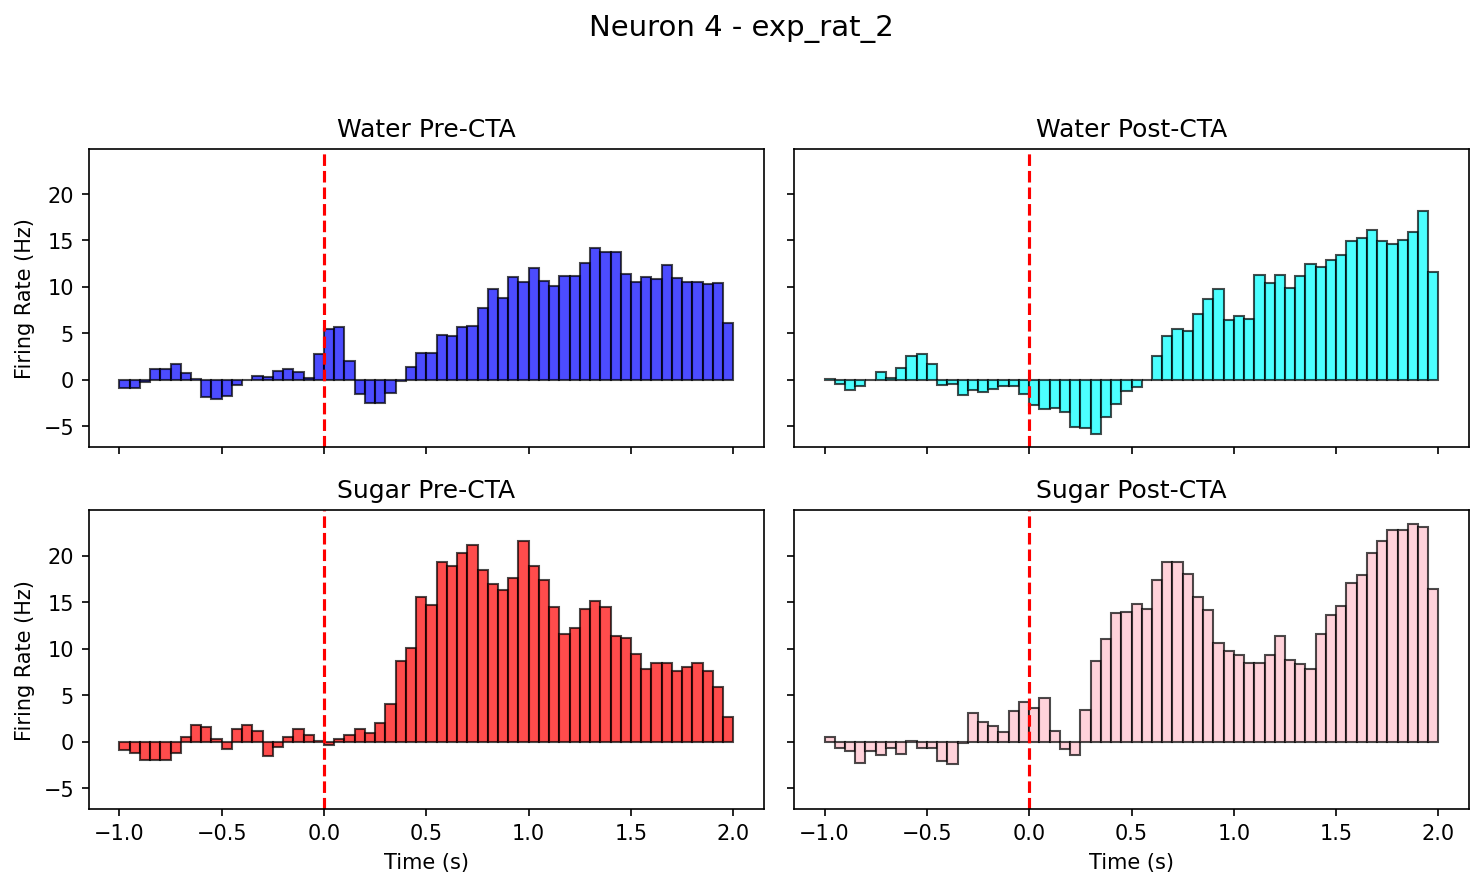 Neuron 4 - exp_rat_2
Water Pre-CTA
Water Post-CTA
Firing Rate (Hz)
20
15
10
5
0
−5
Sugar Pre-CTA
Sugar Post-CTA
Firing Rate (Hz)
20
15
10
5
0
−5
−1.0 −0.5 0.0 0.5 1.0 1.5 2.0
−1.0 −0.5 0.0 0.5 1.0 1.5 2.0
Time (s)
Time (s)